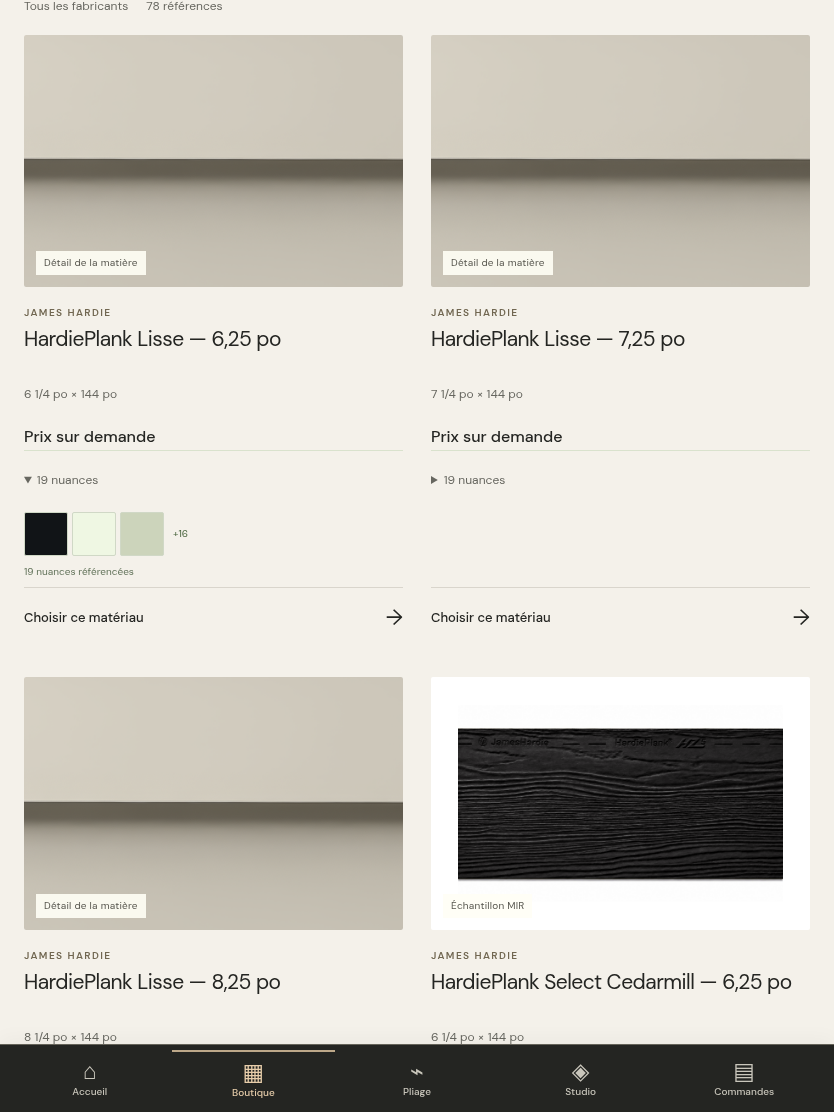 Tous les fabricants 78 références
Détail de la matière
Détail de la matière
JAMES HARDIE
HardiePlank Lisse — 6,25 po
6 1/4 po × 144 po
Prix sur demande
▼ 19 nuances
+16
19 nuances référencées
Choisir ce matériau →
JAMES HARDIE
HardiePlank Lisse — 7,25 po
7 1/4 po × 144 po
Prix sur demande
▶ 19 nuances
Choisir ce matériau →
Détail de la matière
JAMES HARDIE
HardiePlank Lisse — 8,25 po
8 1/4 po × 144 po
JamesHardie HardiePlank HZ5
Échantillon MIR
JAMES HARDIE
HardiePlank Select Cedarmill — 6,25 po
6 1/4 po × 144 po
Accueil
Boutique
Pliage
Studio
Commandes